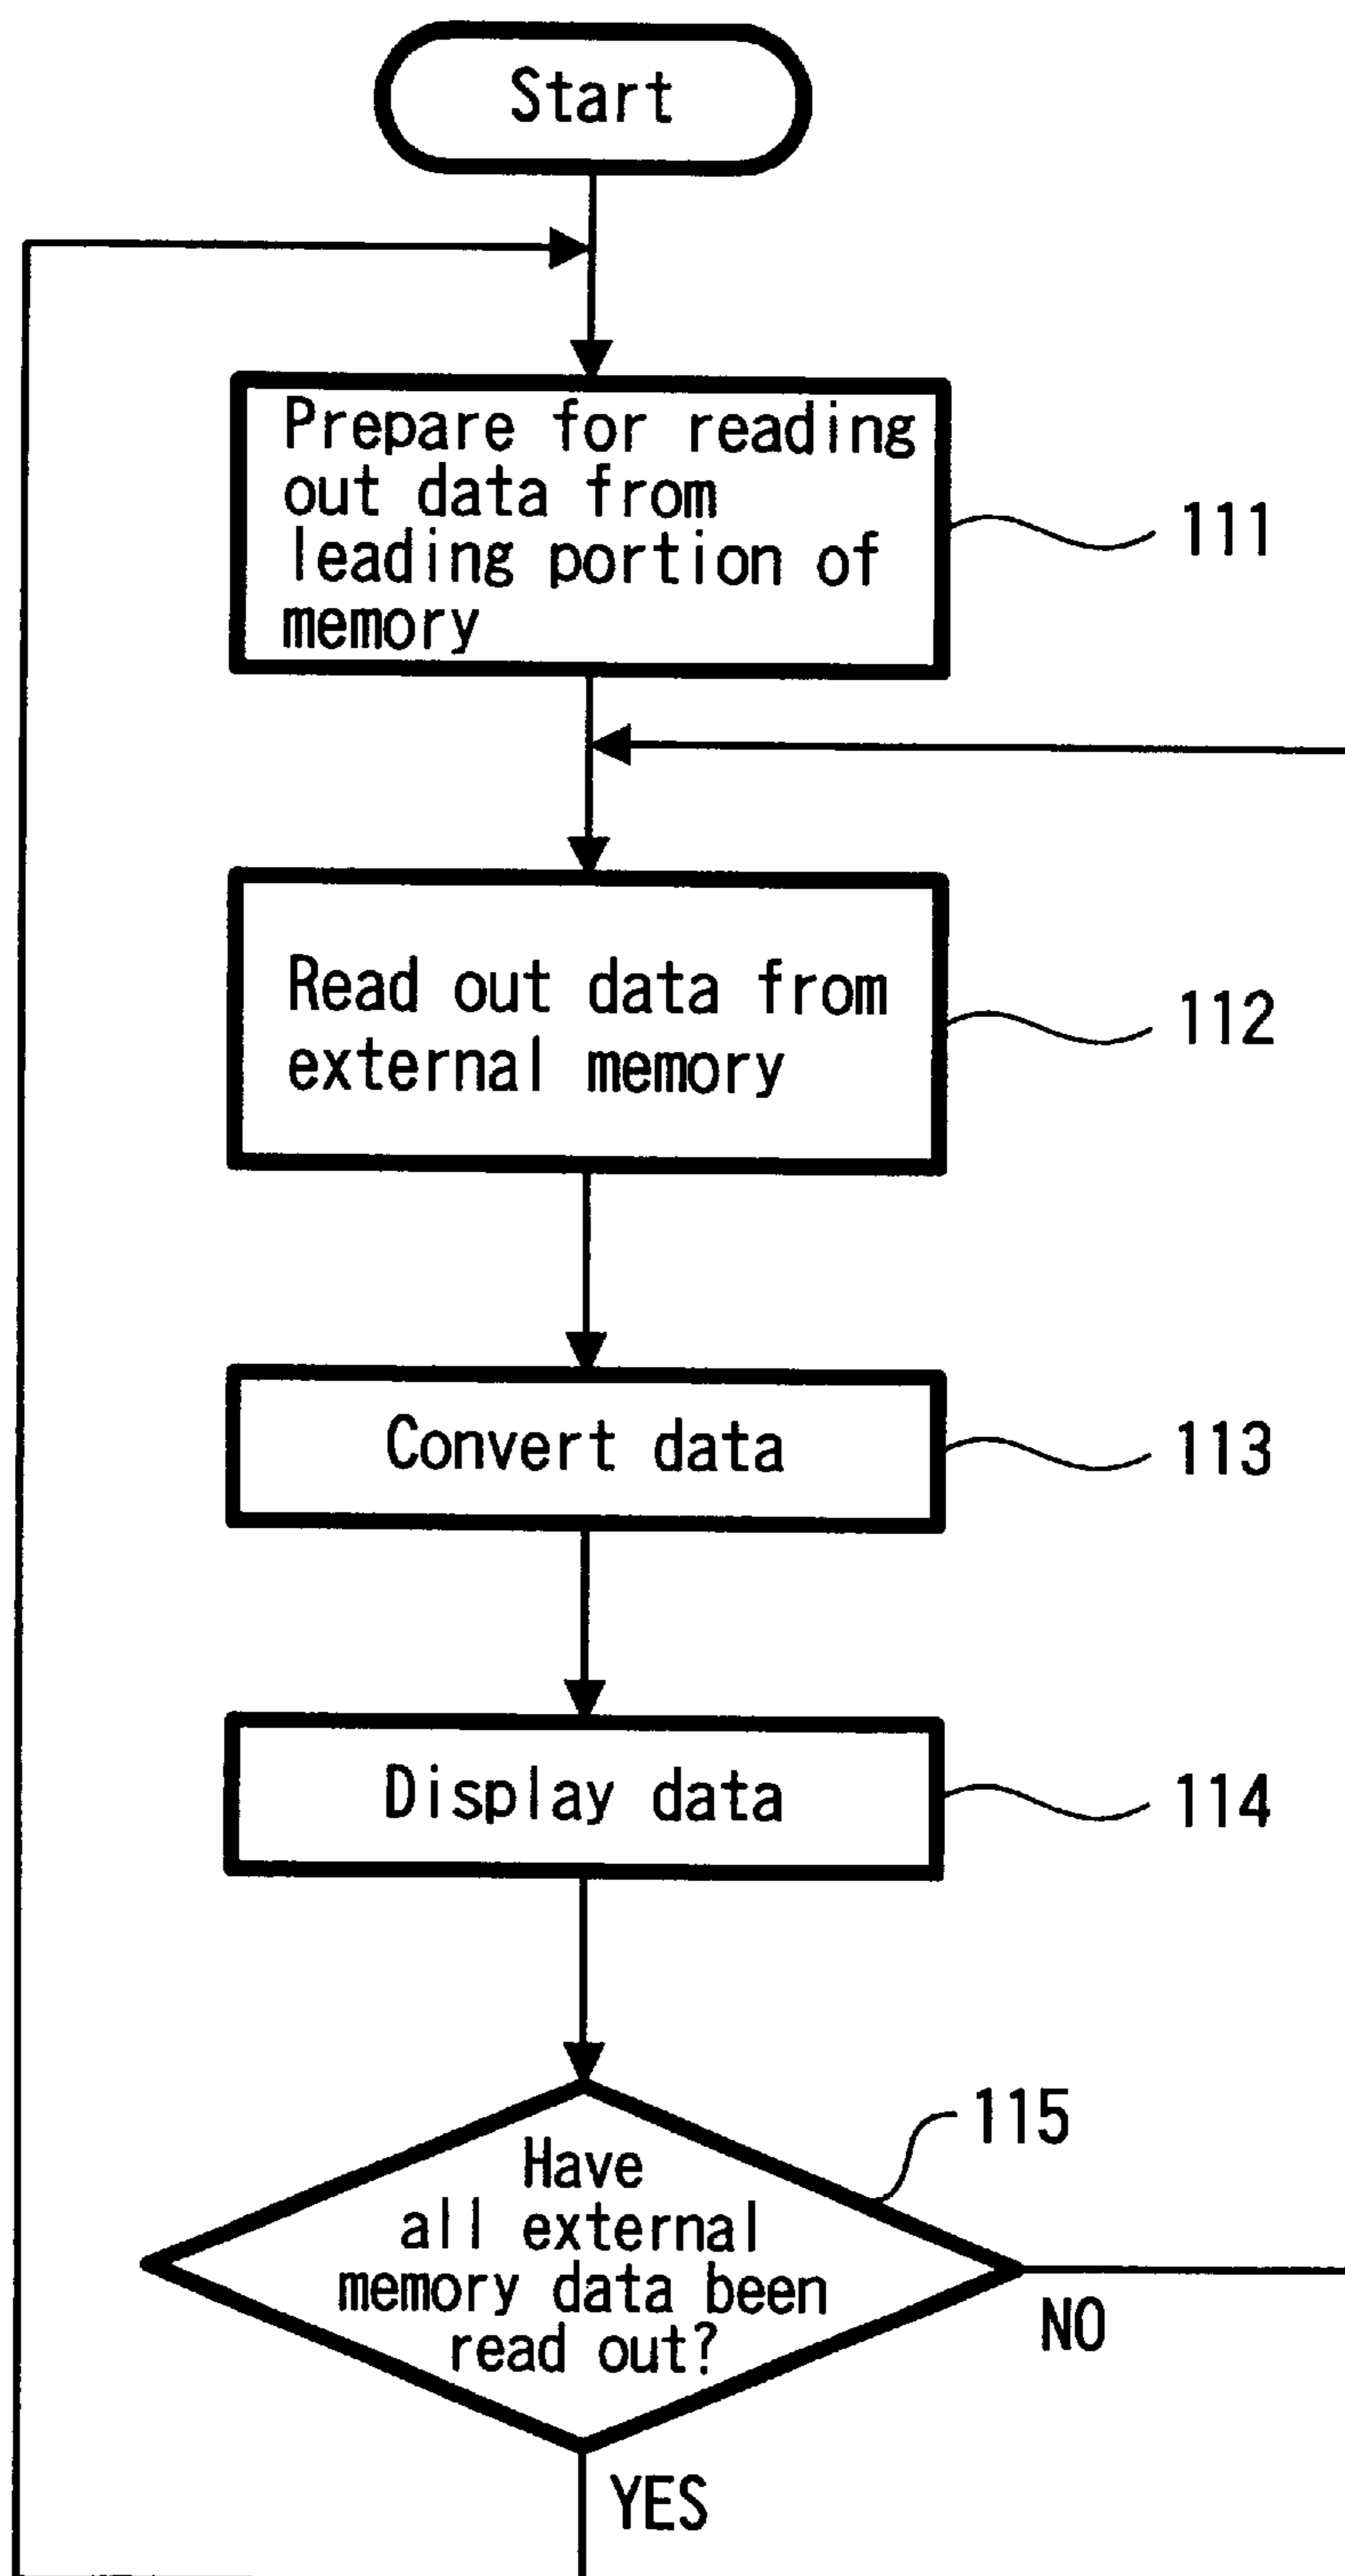 Start
Prepare for reading
out data from
leading portion of
memory
111
Read out data from
external memory
112
Convert data
113
Display data
114
115
Have
all external
memory data been
read out?
NO
YES